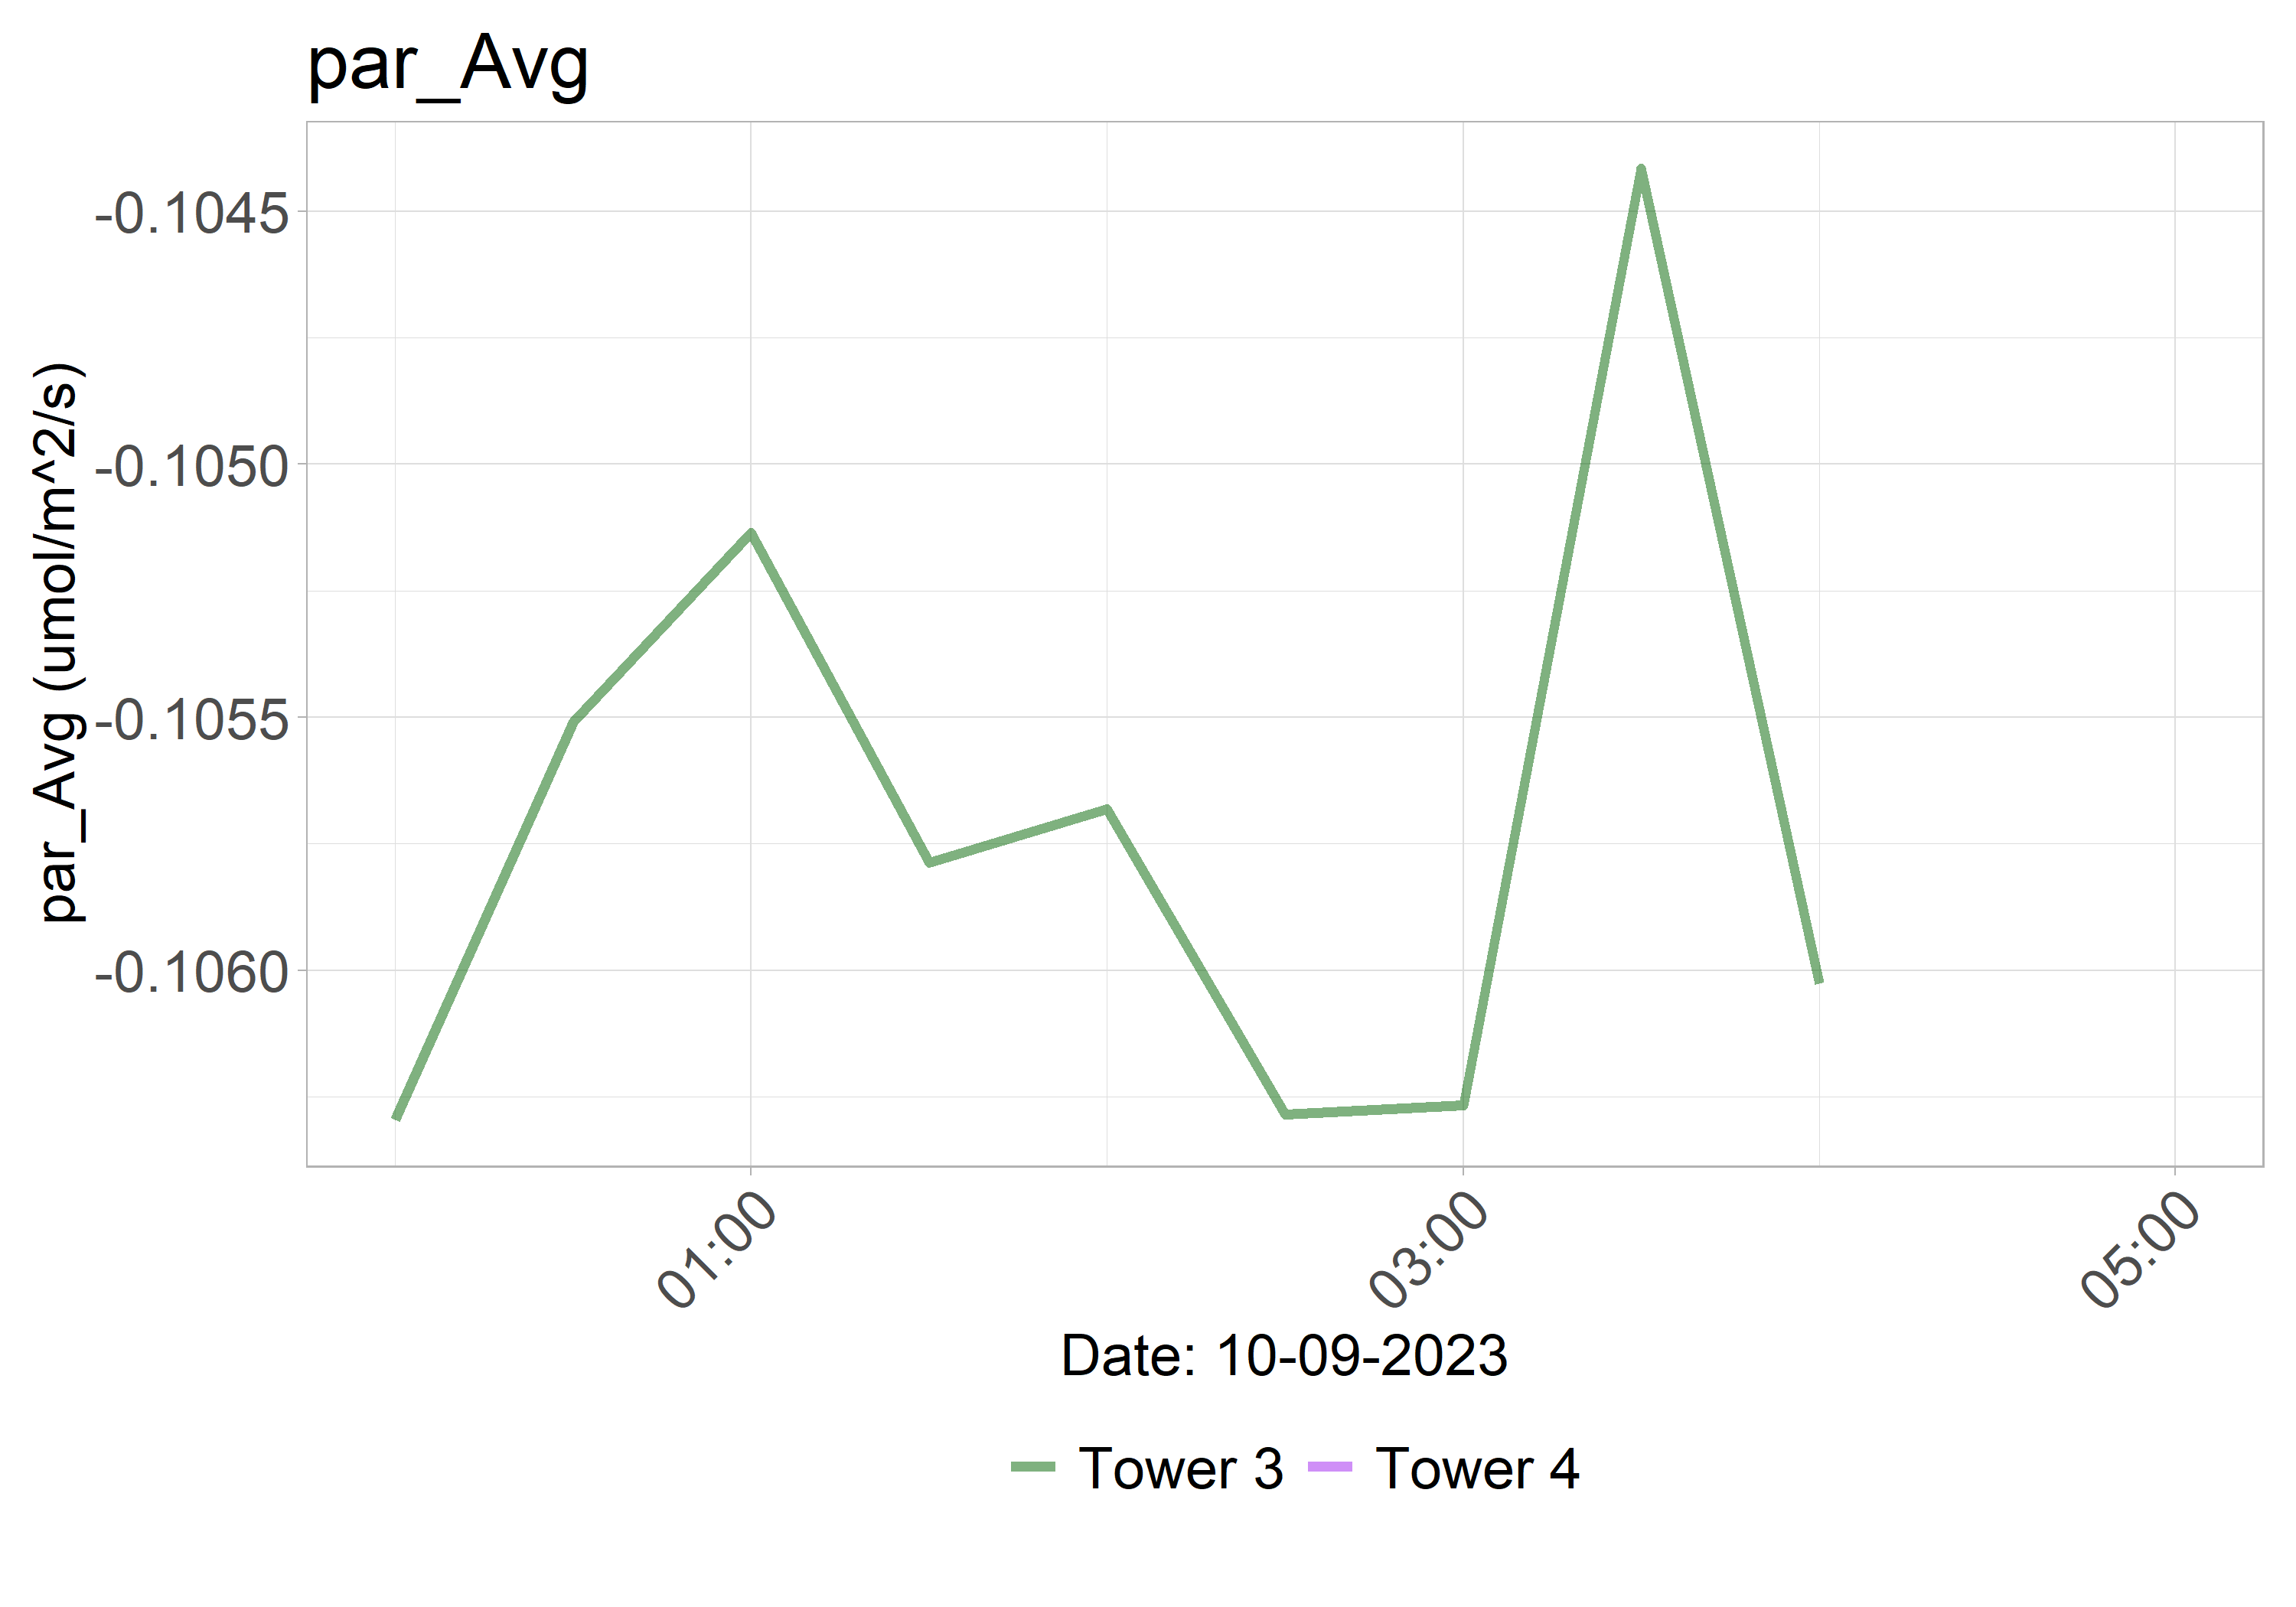 par_Avg
par_Avg (umol/m^2/s)
-0.1045
-0.1050
-0.1055
-0.1060
01:00
03:00
05:00
Date: 10-09-2023
Tower 3
Tower 4